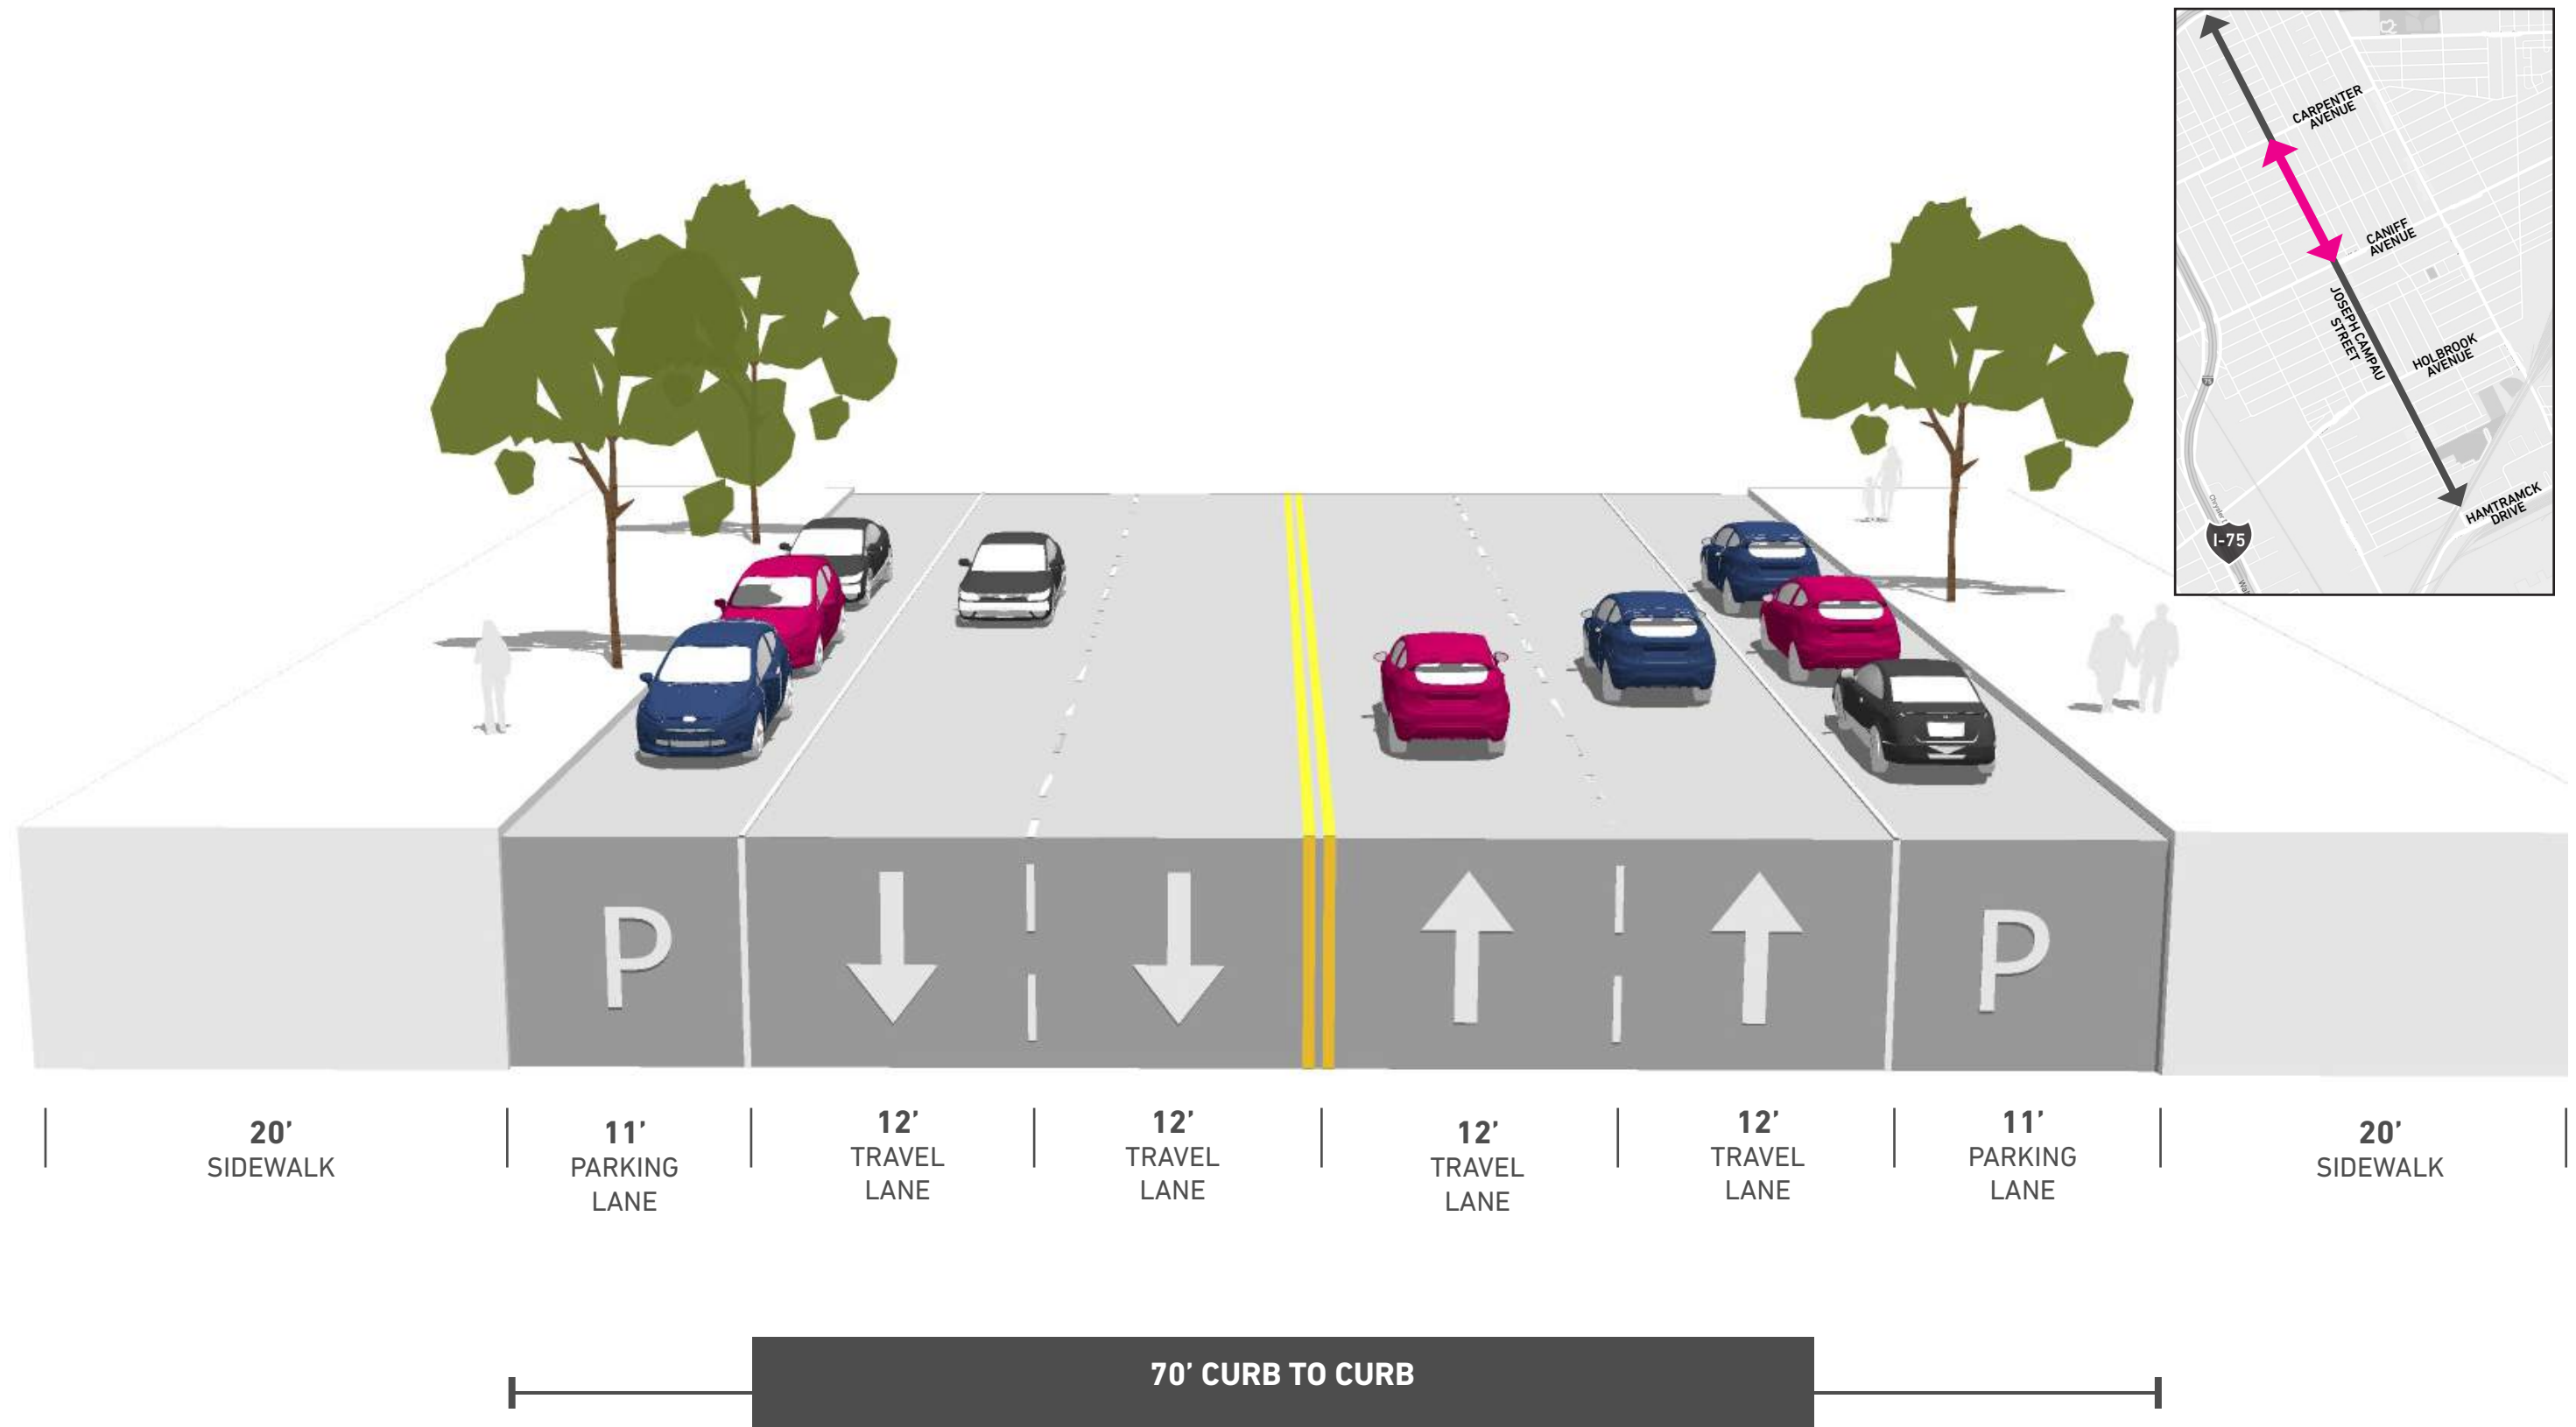 CARPENTER
AVENUE
CANIFF
AVENUE
JOSEPH CAMPAU
STREET
HOLBROOK
AVENUE
HAMTRAMCK
DRIVE
I-75
P
P
20’
SIDEWALK
11’
PARKING
LANE
12’
TRAVEL
LANE
12’
TRAVEL
LANE
12’
TRAVEL
LANE
12’
TRAVEL
LANE
11’
PARKING
LANE
20’
SIDEWALK
70’ CURB TO CURB